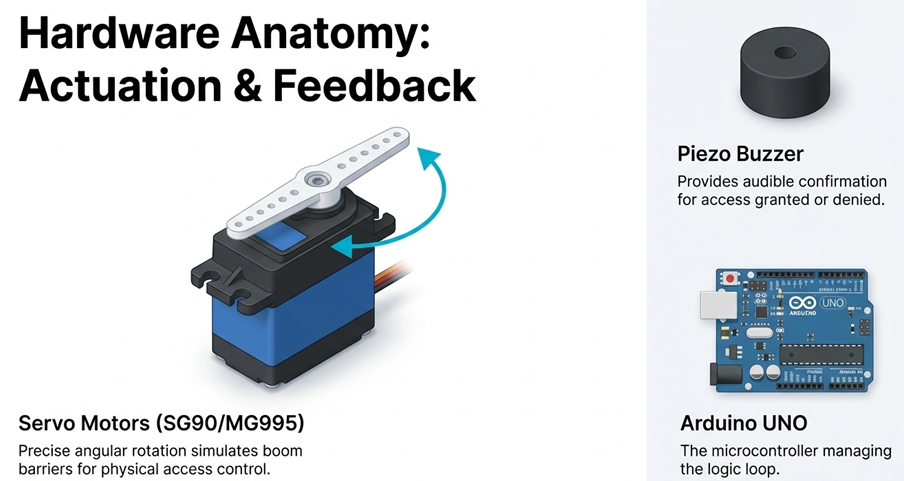 Hardware Anatomy:
Actuation & Feedback
Servo Motors (SG90/MG995)
Precise angular rotation simulates boom
barriers for physical access control.
Piezo Buzzer
Provides audible confirmation
for access granted or denied.
ARDUINO
UNO
Arduino UNO
The microcontroller managing
the logic loop.